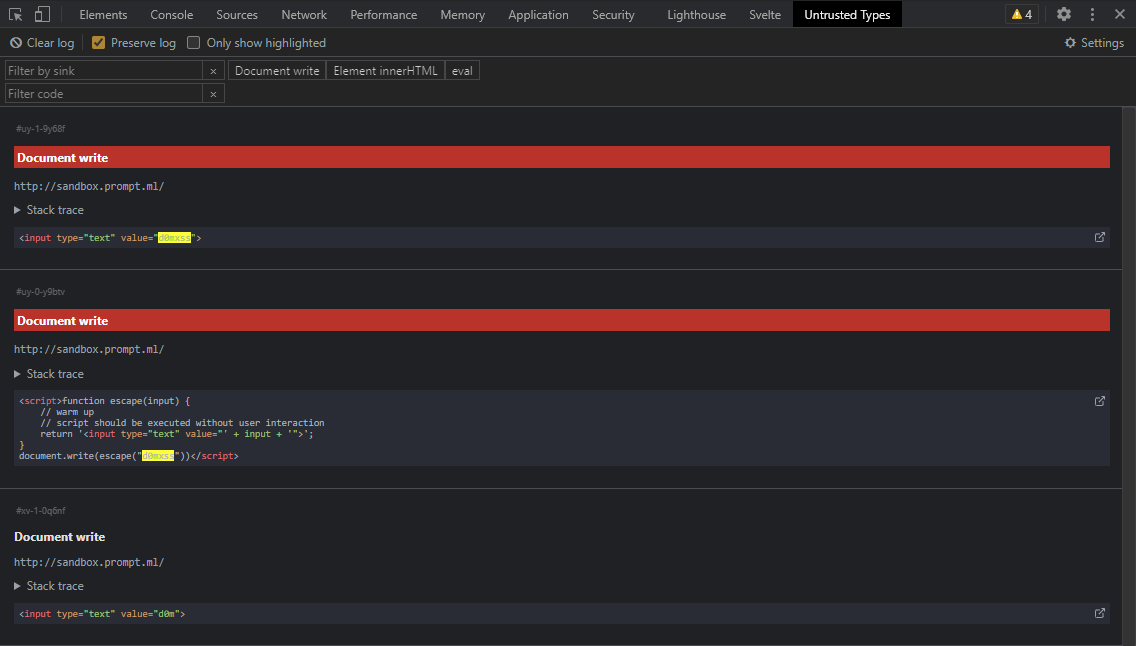 Elements Console Sources Network Performance Memory Application Security Lighthouse Svelte Untrusted Types 4
Clear log Preserve log Only show highlighted Settings
Filter by sink × Document write Element innerHTML eval
Filter code ×
#uy-1-9y68f
Document write
http://sandbox.prompt.ml/
Stack trace
<input type="text" value="d0mxss">
#uy-0-y9btv
Document write
http://sandbox.prompt.ml/
Stack trace
<script>function escape(input) {
// warm up
// script should be executed without user interaction
return '<input type="text" value="' + input + '">';
}
document.write(escape("d0mxss"))</script>
#xv-1-0q6nf
Document write
http://sandbox.prompt.ml/
Stack trace
<input type="text" value="d0m">